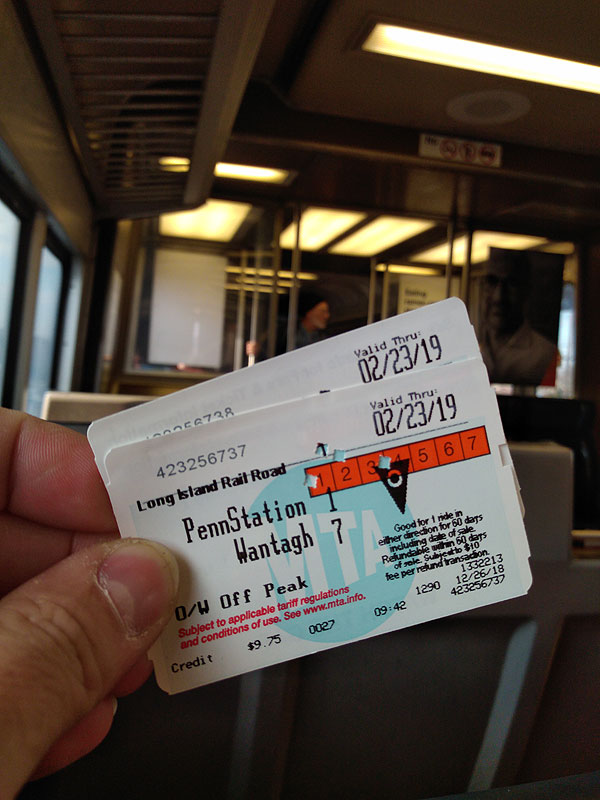 Valid Thru:
02/23/19
423256738
Valid Thru:
02/23/19
423256737
Long Island Rail Road
1 2 3 4 5 6 7
PennStation 1
Wantagh 7
MTA
Good for 1 ride in
either direction for 60 days
including date of sale.
Refundable within 60 days
of sale. Subject to $10
fee per refund transaction.
O/W Off Peak
Subject to applicable tariff regulations
and conditions of use. See www.mta.info.
1332213
1290 12/26/18
Credit $9.75 0027 09:42 423256737